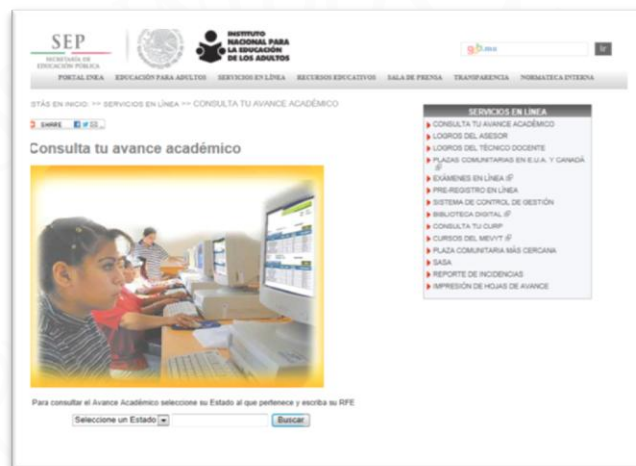 SEP
SECRETARÍA DE
EDUCACIÓN PÚBLICA
INSTITUTO
NACIONAL PARA
LA EDUCACIÓN
DE LOS ADULTOS
Ir
PORTAL INEA EDUCACIÓN PARA ADULTOS SERVICIOS EN LÍNEA RECURSOS EDUCATIVOS SALA DE PRENSA TRANSPARENCIA NORMATECA INTERNA
STÁS EN: INICIO: >> SERVICIOS EN LÍNEA >> CONSULTA TU AVANCE ACADÉMICO
SHARE
Consulta tu avance académico
Para consultar el Avance Académico seleccione su Estado al que pertenece y escriba su RFE
Seleccione un Estado
Buscar
SERVICIOS EN LÍNEA
CONSULTA TU AVANCE ACADÉMICO
LOGROS DEL ASESOR
LOGROS DEL TÉCNICO DOCENTE
PLAZAS COMUNITARIAS EN E.U.A. Y CANADÁ
EXÁMENES EN LÍNEA
PRE-REGISTRO EN LÍNEA
SISTEMA DE CONTROL DE GESTIÓN
BIBLIOTECA DIGITAL
CONSULTA TU CURP
CURSOS DEL MEVYT
PLAZA COMUNITARIA MÁS CERCANA
SASA
REPORTE DE INCIDENCIAS
IMPRESIÓN DE HOJAS DE AVANCE